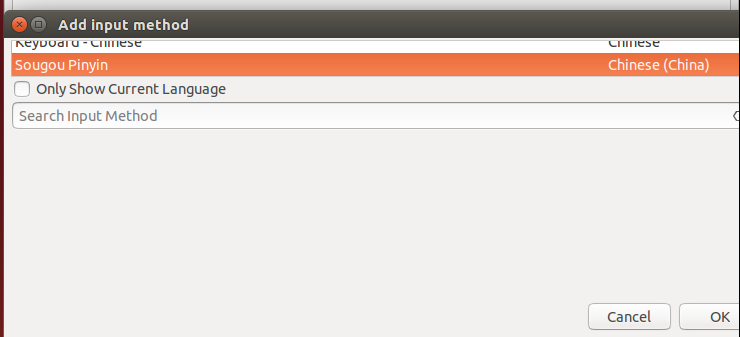 Add input method
Keyboard - Chinese Chinese
Sougou Pinyin Chinese (China)
Only Show Current Language
Search Input Method
Cancel OK